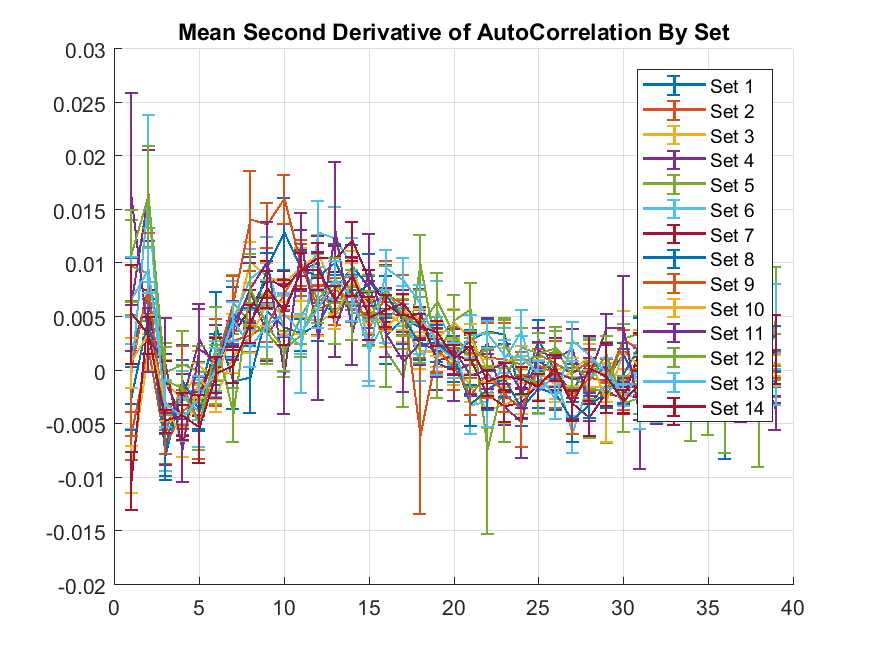 Mean Second Derivative of AutoCorrelation By Set
0.03
0.025
0.02
0.015
0.01
0.005
0
-0.005
-0.01
-0.015
-0.02
0 5 10 15 20 25 30 35 40
Set 1
Set 2
Set 3
Set 4
Set 5
Set 6
Set 7
Set 8
Set 9
Set 10
Set 11
Set 12
Set 13
Set 14